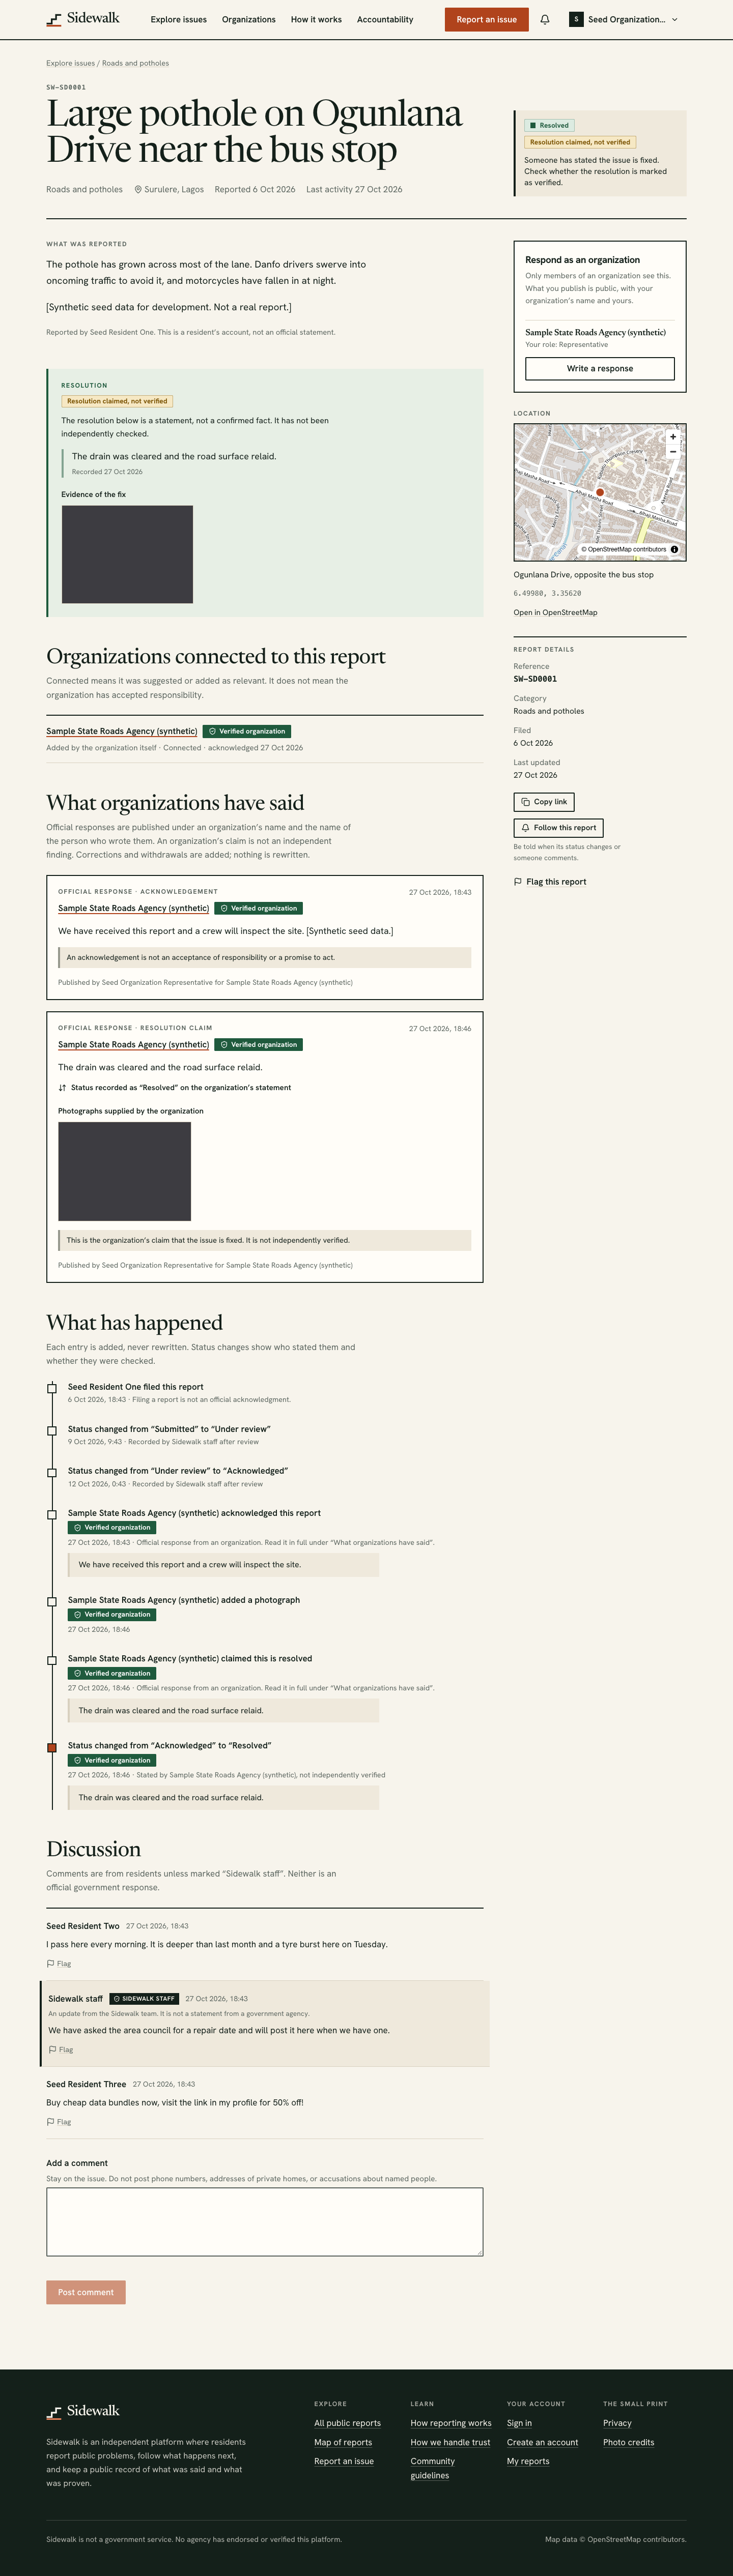 Sidewalk
Explore issues
Organizations
How it works
Accountability
Report an issue
S
Seed Organization...
Explore issues / Roads and potholes
SW-SD0001
Large pothole on Ogunlana
Drive near the bus stop
Roads and potholes
Surulere, Lagos
Reported 6 Oct 2026
Last activity 27 Oct 2026
Resolved
Resolution claimed, not verified
Someone has stated the issue is fixed.
Check whether the resolution is marked
as verified.
WHAT WAS REPORTED
The pothole has grown across most of the lane. Danfo drivers swerve into
oncoming traffic to avoid it, and motorcycles have fallen in at night.
[Synthetic seed data for development. Not a real report.]
Reported by Seed Resident One. This is a resident's account, not an official statement.
RESOLUTION
Resolution claimed, not verified
The resolution below is a statement, not a confirmed fact. It has not been
independently checked.
The drain was cleared and the road surface relaid.
Recorded 27 Oct 2026
Evidence of the fix
Organizations connected to this report
Connected means it was suggested or added as relevant. It does not mean the
organization has accepted responsibility.
Sample State Roads Agency (synthetic)
Verified organization
Added by the organization itself · Connected · acknowledged 27 Oct 2026
What organizations have said
Official responses are published under an organization's name and the name of
the person who wrote them. An organization's claim is not an independent
finding. Corrections and withdrawals are added; nothing is rewritten.
OFFICIAL RESPONSE · ACKNOWLEDGEMENT
27 Oct 2026, 18:43
Sample State Roads Agency (synthetic)
Verified organization
We have received this report and a crew will inspect the site. [Synthetic seed data.]
An acknowledgement is not an acceptance of responsibility or a promise to act.
Published by Seed Organization Representative for Sample State Roads Agency (synthetic)
OFFICIAL RESPONSE · RESOLUTION CLAIM
27 Oct 2026, 18:46
Sample State Roads Agency (synthetic)
Verified organization
The drain was cleared and the road surface relaid.
Status recorded as “Resolved” on the organization's statement
Photographs supplied by the organization
This is the organization's claim that the issue is fixed. It is not independently verified.
Published by Seed Organization Representative for Sample State Roads Agency (synthetic)
What has happened
Each entry is added, never rewritten. Status changes show who stated them and
whether they were checked.
Seed Resident One filed this report
6 Oct 2026, 18:43 · Filing a report is not an official acknowledgment.
Status changed from “Submitted” to “Under review”
9 Oct 2026, 9:43 · Recorded by Sidewalk staff after review
Status changed from “Under review” to “Acknowledged”
12 Oct 2026, 0:43 · Recorded by Sidewalk staff after review
Sample State Roads Agency (synthetic) acknowledged this report
Verified organization
27 Oct 2026, 18:43 · Official response from an organization. Read it in full under “What organizations have said”.
We have received this report and a crew will inspect the site.
Sample State Roads Agency (synthetic) added a photograph
Verified organization
27 Oct 2026, 18:46
Sample State Roads Agency (synthetic) claimed this is resolved
Verified organization
27 Oct 2026, 18:46 · Official response from an organization. Read it in full under “What organizations have said”.
The drain was cleared and the road surface relaid.
Status changed from “Acknowledged” to “Resolved”
Verified organization
27 Oct 2026, 18:46 · Stated by Sample State Roads Agency (synthetic), not independently verified
The drain was cleared and the road surface relaid.
Discussion
Comments are from residents unless marked “Sidewalk staff”. Neither is an
official government response.
Seed Resident Two 27 Oct 2026, 18:43
I pass here every morning. It is deeper than last month and a tyre burst here on Tuesday.
Flag
Sidewalk staff SIDEWALK STAFF 27 Oct 2026, 18:43
An update from the Sidewalk team. It is not a statement from a government agency.
We have asked the area council for a repair date and will post it here when we have one.
Flag
Seed Resident Three 27 Oct 2026, 18:43
Buy cheap data bundles now, visit the link in my profile for 50% off!
Flag
Add a comment
Stay on the issue. Do not post phone numbers, addresses of private homes, or accusations about named people.
Post comment
Respond as an organization
Only members of an organization see this.
What you publish is public, with your
organization's name and yours.
Sample State Roads Agency (synthetic)
Your role: Representative
Write a response
LOCATION
+
−
Alhaji Masha Road
Alhaji Masha Road
© OpenStreetMap contributors
Ogunlana Drive, opposite the bus stop
6.49980, 3.35620
Open in OpenStreetMap
REPORT DETAILS
Reference
SW-SD0001
Category
Roads and potholes
Filed
6 Oct 2026
Last updated
27 Oct 2026
Copy link
Follow this report
Be told when its status changes or
someone comments.
Flag this report
Sidewalk
Sidewalk is an independent platform where residents
report public problems, follow what happens next,
and keep a public record of what was said and what
was proven.
EXPLORE
All public reports
Map of reports
Report an issue
LEARN
How reporting works
How we handle trust
Community
guidelines
YOUR ACCOUNT
Sign in
Create an account
My reports
THE SMALL PRINT
Privacy
Photo credits
Sidewalk is not a government service. No agency has endorsed or verified this platform.
Map data © OpenStreetMap contributors.